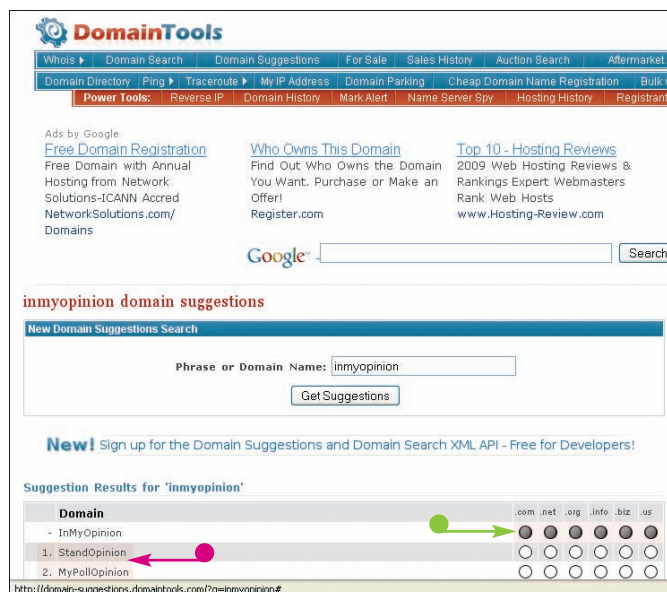 DomainTools
Whois Domain Search Domain Suggestions For Sale Sales History Auction Search Aftermarket
Domain Directory Ping Traceroute My IP Address Domain Parking Cheap Domain Name Registration Bulk
Power Tools: Reverse IP Domain History Mark Alert Name Server Spy Hosting History Registrant
Ads by Google
Free Domain Registration
Free Domain with Annual
Hosting from Network
Solutions-ICANN Accred
NetworkSolutions.com/
Domains
Who Owns This Domain
Find Out Who Owns the Domain
You Want. Purchase or Make an
Offer!
Register.com
Top 10 - Hosting Reviews
2009 Web Hosting Reviews &
Rankings Expert Webmasters
Rank Web Hosts
www.Hosting-Review.com
Google™ Search
inmyopinion domain suggestions
New Domain Suggestions Search
Phrase or Domain Name: inmyopinion
Get Suggestions
New! Sign up for the Domain Suggestions and Domain Search XML API - Free for Developers!
Suggestion Results for 'inmyopinion'
Domain .com .net .org .info .biz .us
- InMyOpinion
1. StandOpinion
2. MyPollOpinion
http://domain-suggestions.domaintools.com/?q=inmyopinion#